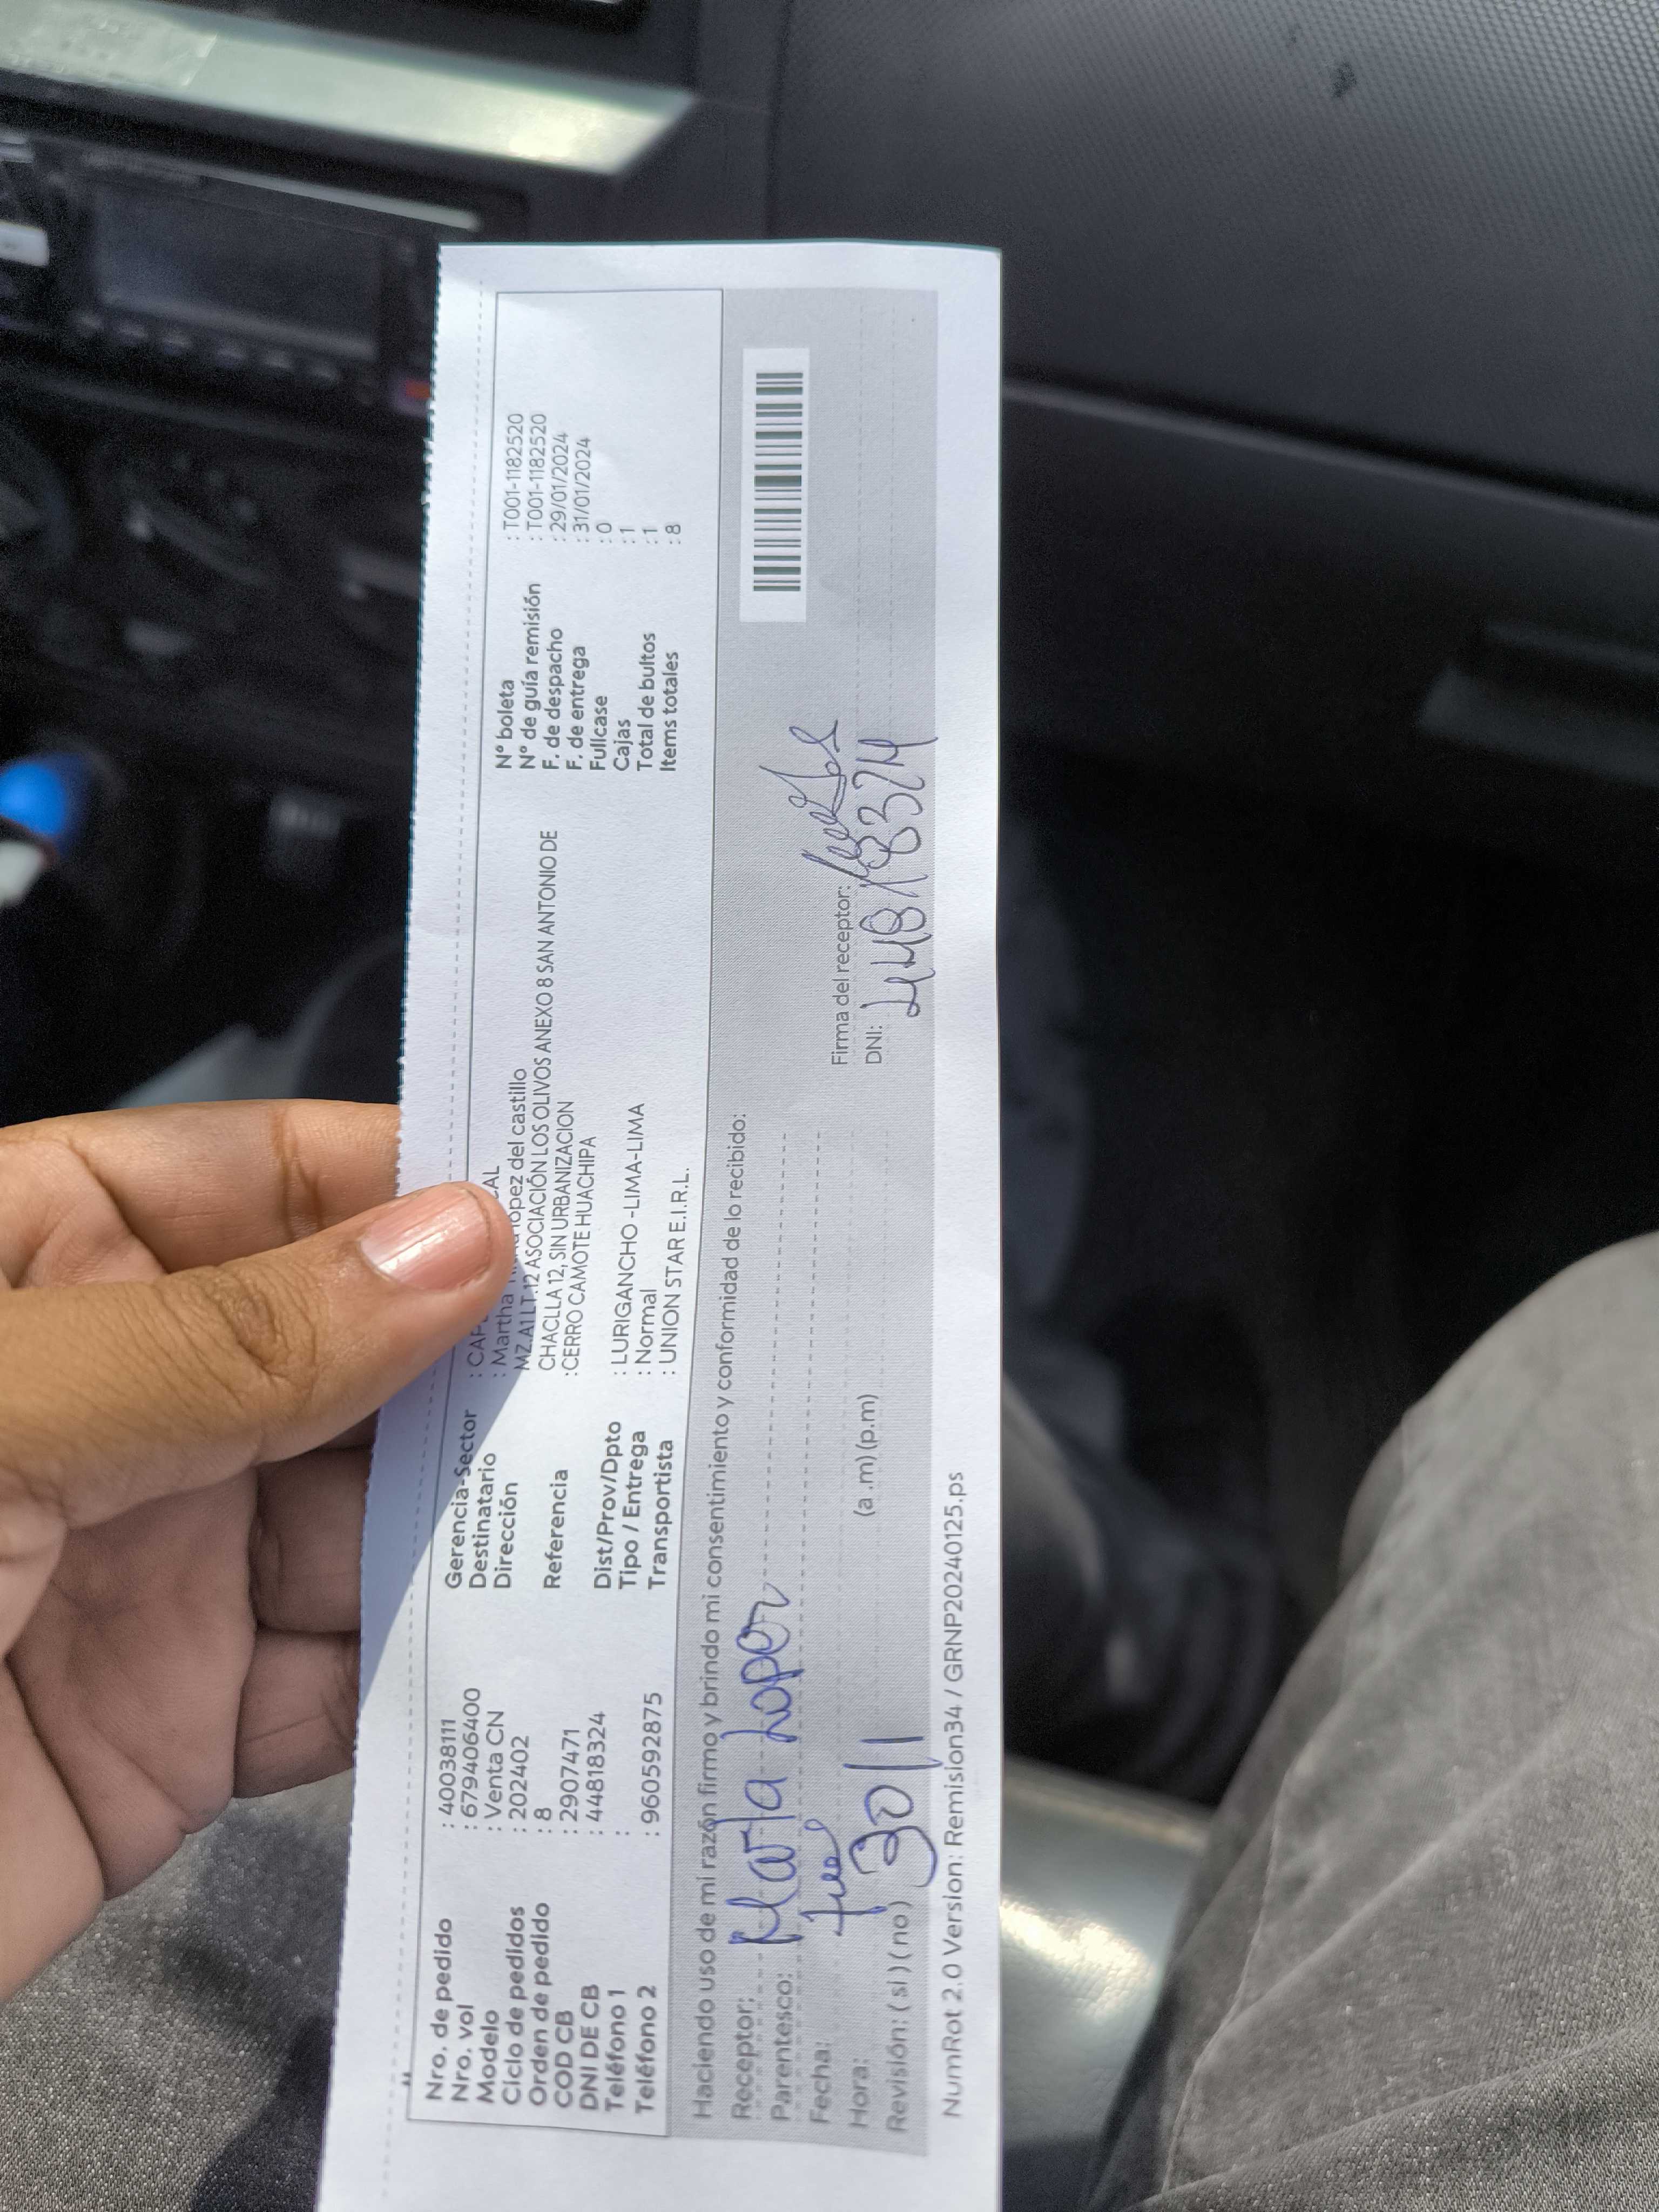 Nro. de pedido : 40038111
Nro. vol : 679406400
Modelo : Venta CN
Ciclo de pedidos : 202402
Orden de pedido : 8
COD CB : 2907471
DNI DE CB : 44818324
Teléfono 1 :
Teléfono 2 : 960592875
Gerencia-Sector :
Destinatario : Martha lopez del castillo
Dirección MZ.A1 LT.12 ASOCIACIÓN LOS OLIVOS ANEXO 8 SAN ANTONIO DE
CHACLLA 12, SIN URBANIZACION
Referencia : CERRO CAMOTE HUACHIPA
Dist/Prov/Dpto : LURIGANCHO -LIMA-LIMA
Tipo / Entrega : Normal
Transportista : UNION STAR E.I.R.L.
N° boleta : T001-1182520
N° de guía remisión : T001-1182520
F. de despacho : 29/01/2024
F. de entrega : 31/01/2024
Fullcase : 0
Cajas : 1
Total de bultos : 1
Items totales : 8
Haciendo uso de mi razón firmo y brindo mi consentimiento y conformidad de lo recibido:
Receptor: Marta Lopez
Parentesco:
Fecha: 30/1
Hora: (a .m) (p.m)
Revisión: ( si ) ( no )
Firma del receptor:
DNI: 44818324
NumRot 2.0 Version: Remision34 / GRNP20240125.ps